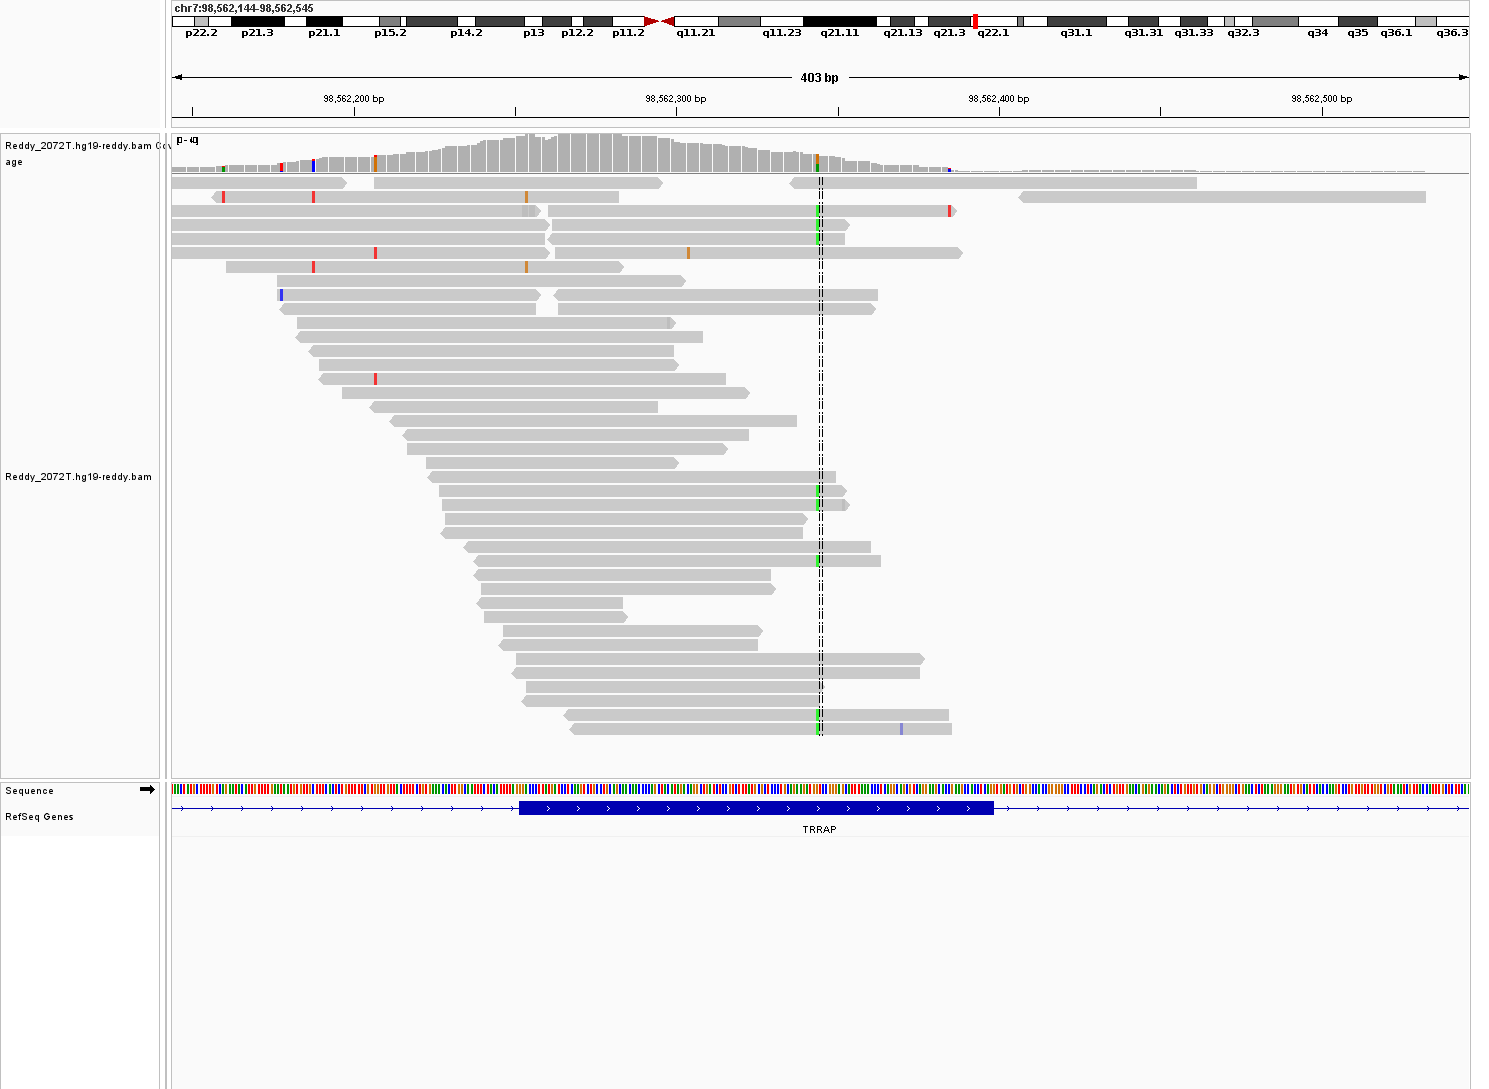 chr7:98,562,144-98,562,545
p22.2 p21.3 p21.1 p15.2 p14.2 p13 p12.2 p11.2 q11.21 q11.23 q21.11 q21.13 q21.3 q22.1 q31.1 q31.31 q31.33 q32.3 q34 q35 q36.1 q36.3
403 bp
98,562,200 bp 98,562,300 bp 98,562,400 bp 98,562,500 bp
Reddy_2072T.hg19-reddy.bam Cov
age
Reddy_2072T.hg19-reddy.bam
Sequence
RefSeq Genes
TRRAP